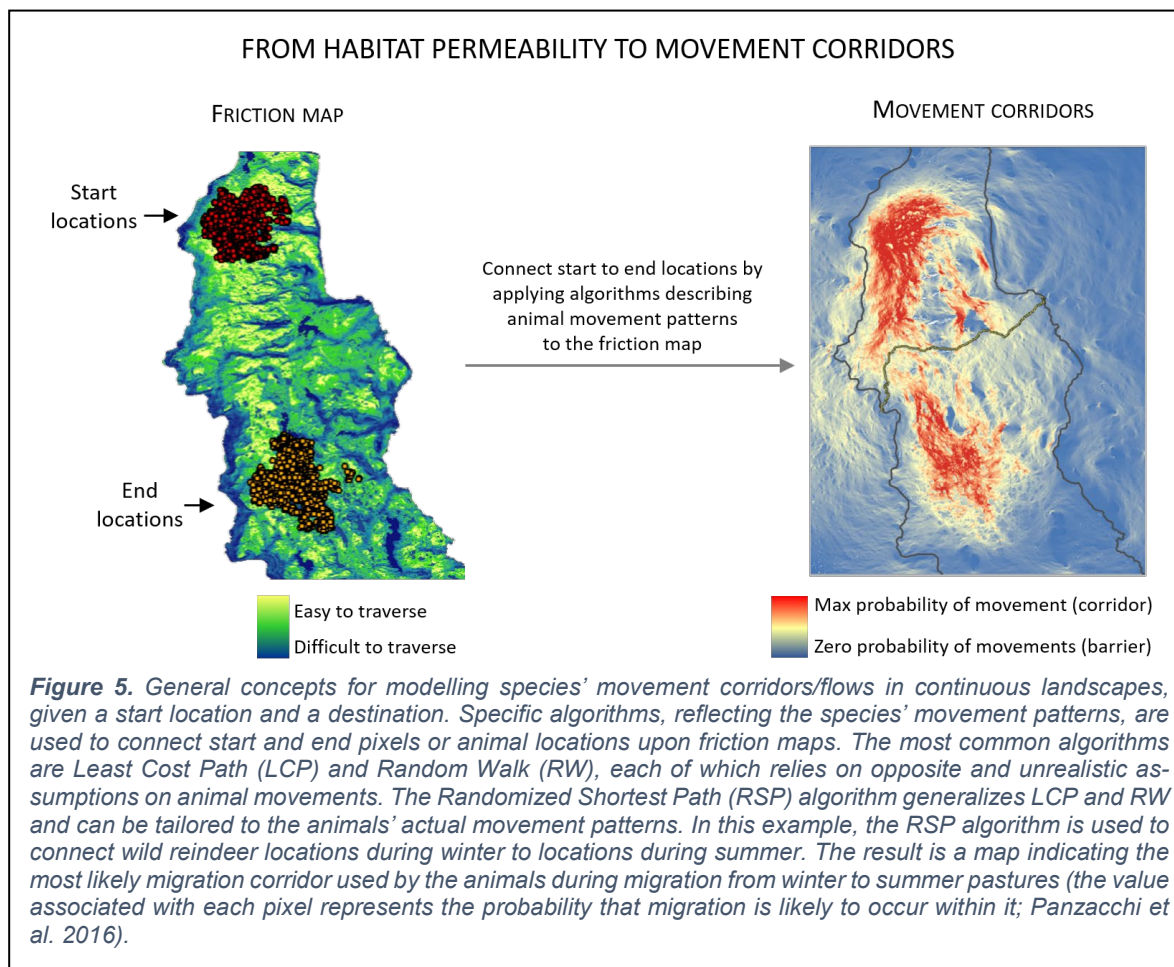 FROM HABITAT PERMEABILITY TO MOVEMENT CORRIDORS
FRICTION MAP
MOVEMENT CORRIDORS
Start
locations
Connect start to end locations by
applying algorithms describing
animal movement patterns
to the friction map
End
locations
Easy to traverse
Difficult to traverse
Max probability of movement (corridor)
Zero probability of movements (barrier)
Figure 5. General concepts for modelling species’ movement corridors/flows in continuous landscapes,
given a start location and a destination. Specific algorithms, reflecting the species’ movement patterns, are
used to connect start and end pixels or animal locations upon friction maps. The most common algorithms
are Least Cost Path (LCP) and Random Walk (RW), each of which relies on opposite and unrealistic as-
sumptions on animal movements. The Randomized Shortest Path (RSP) algorithm generalizes LCP and RW
and can be tailored to the animals’ actual movement patterns. In this example, the RSP algorithm is used to
connect wild reindeer locations during winter to locations during summer. The result is a map indicating the
most likely migration corridor used by the animals during migration from winter to summer pastures (the value
associated with each pixel represents the probability that migration is likely to occur within it; Panzacchi et
al. 2016).